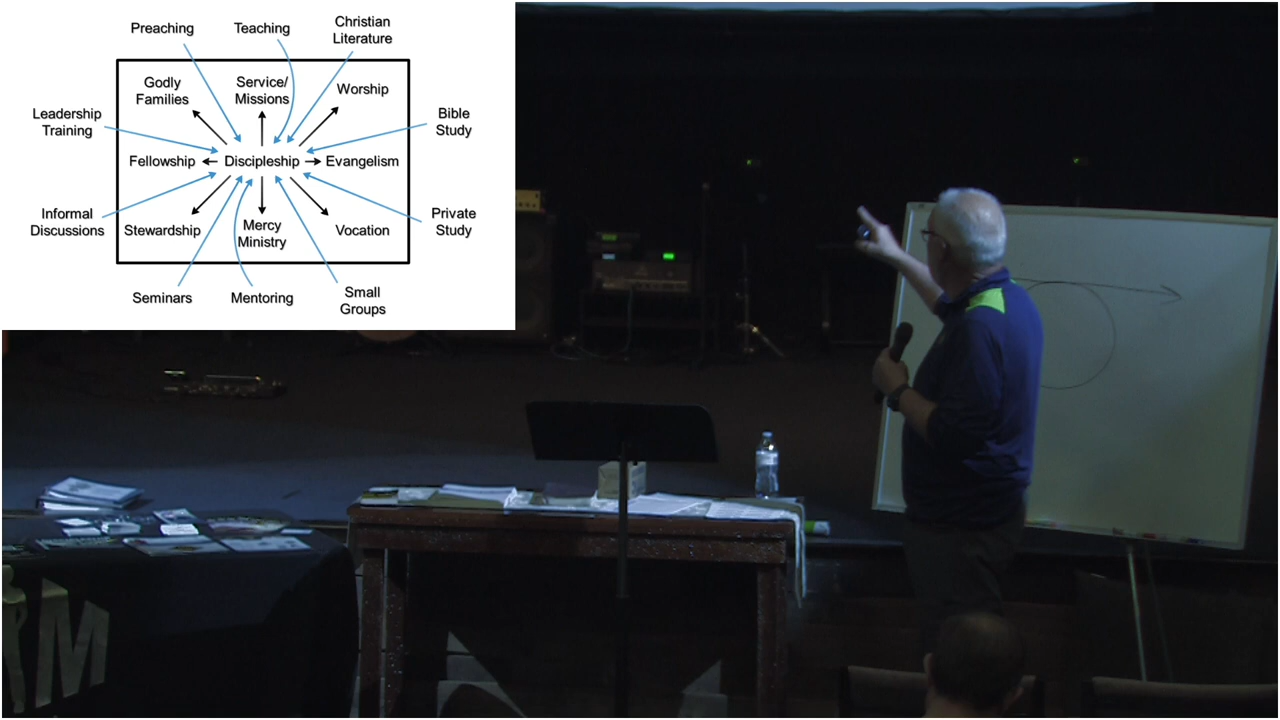 Preaching
Teaching
Christian
Literature
Godly
Families
Service/
Missions
Worship
Leadership
Training
Bible
Study
Fellowship
Discipleship
Evangelism
Informal
Discussions
Stewardship
Mercy
Ministry
Vocation
Private
Study
Seminars
Mentoring
Small
Groups
M